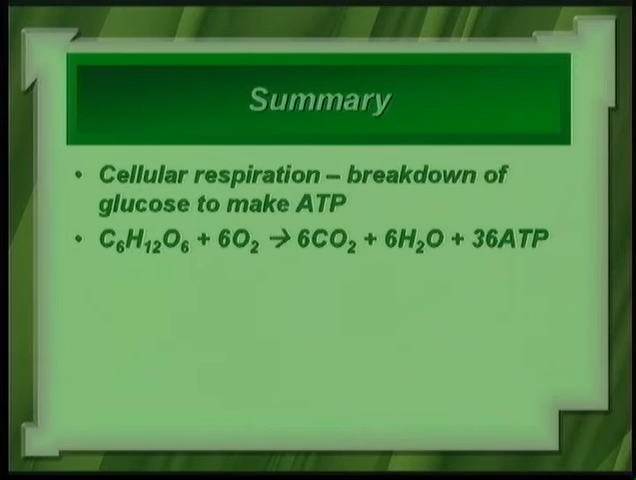 Summary
• Cellular respiration – breakdown of
glucose to make ATP
• C₆H₁₂O₆ + 6O₂ → 6CO₂ + 6H₂O + 36ATP